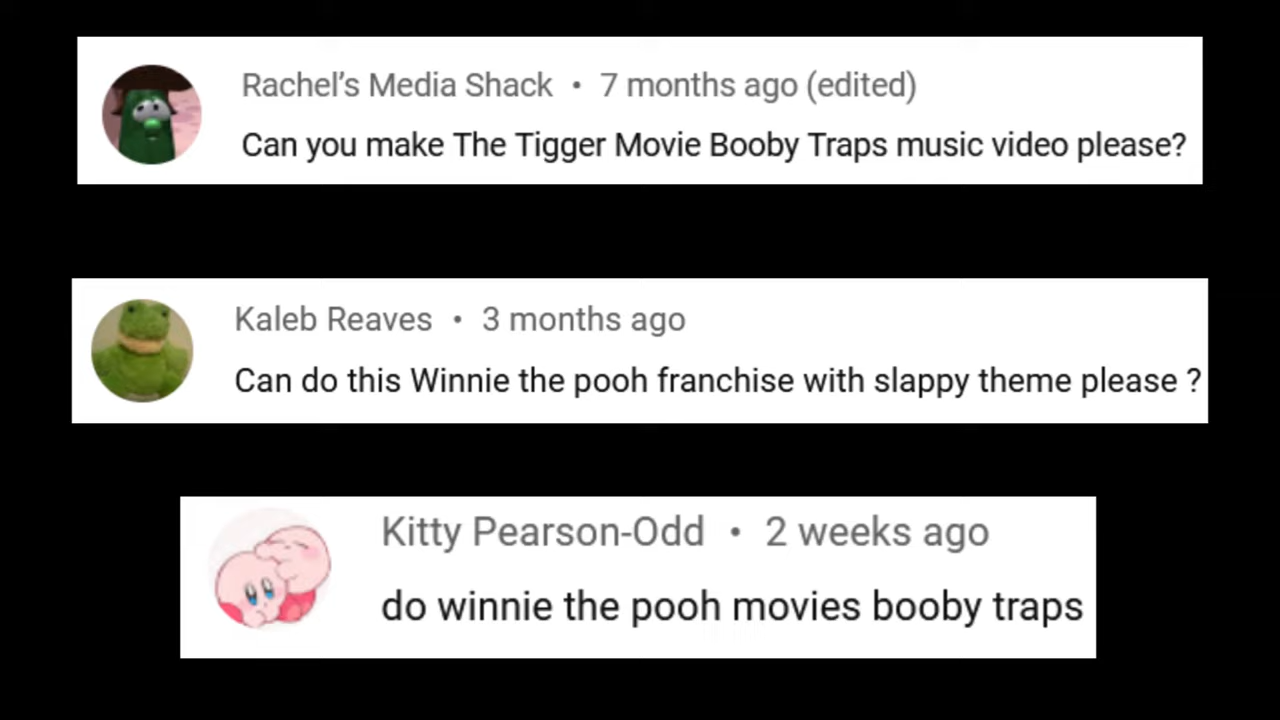 Rachel’s Media Shack • 7 months ago (edited)
Can you make The Tigger Movie Booby Traps music video please?
Kaleb Reaves • 3 months ago
Can do this Winnie the pooh franchise with slappy theme please ?
Kitty Pearson-Odd • 2 weeks ago
do winnie the pooh movies booby traps